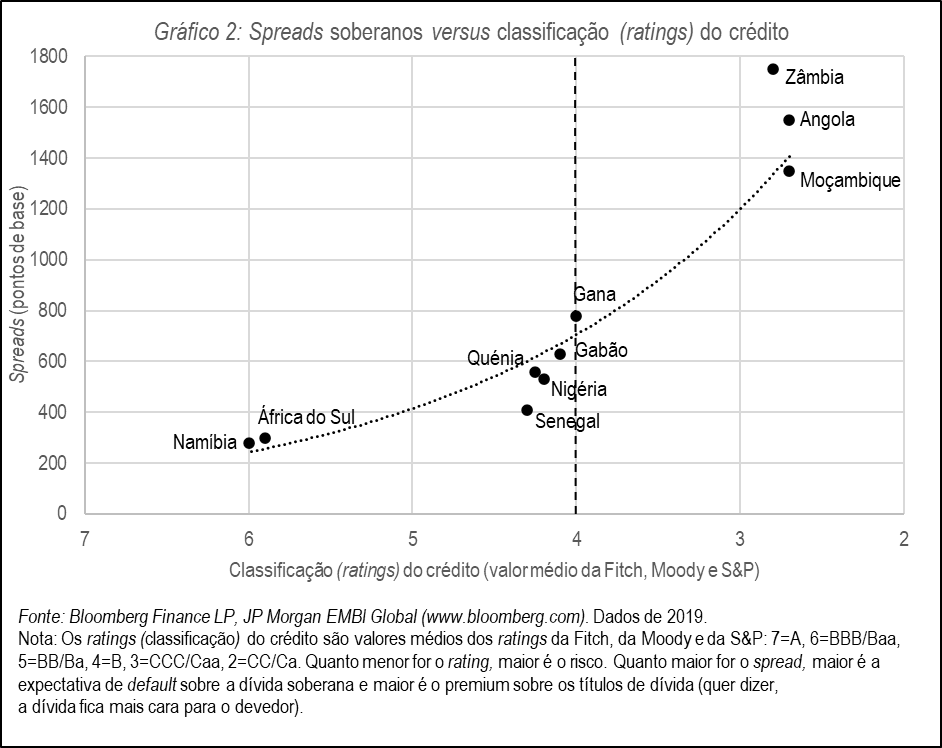 Gráfico 2: Spreads soberanos versus classificação (ratings) do crédito
1800
1600
1400
1200
1000
800
600
400
200
0
Spreads (pontos de base)
Zâmbia
Angola
Moçambique
Gana
Gabão
Quénia
Nigéria
Senegal
África do Sul
Namíbia
7 6 5 4 3 2
Classificação (ratings) do crédito (valor médio da Fitch, Moody e S&P)
Fonte: Bloomberg Finance LP, JP Morgan EMBI Global (www.bloomberg.com). Dados de 2019.
Nota: Os ratings (classificação) do crédito são valores médios dos ratings da Fitch, da Moody e da S&P: 7=A, 6=BBB/Baa,
5=BB/Ba, 4=B, 3=CCC/Caa, 2=CC/Ca. Quanto menor for o rating, maior é o risco. Quanto maior for o spread, maior é a
expectativa de default sobre a dívida soberana e maior é o premium sobre os títulos de dívida (quer dizer,
a dívida fica mais cara para o devedor).